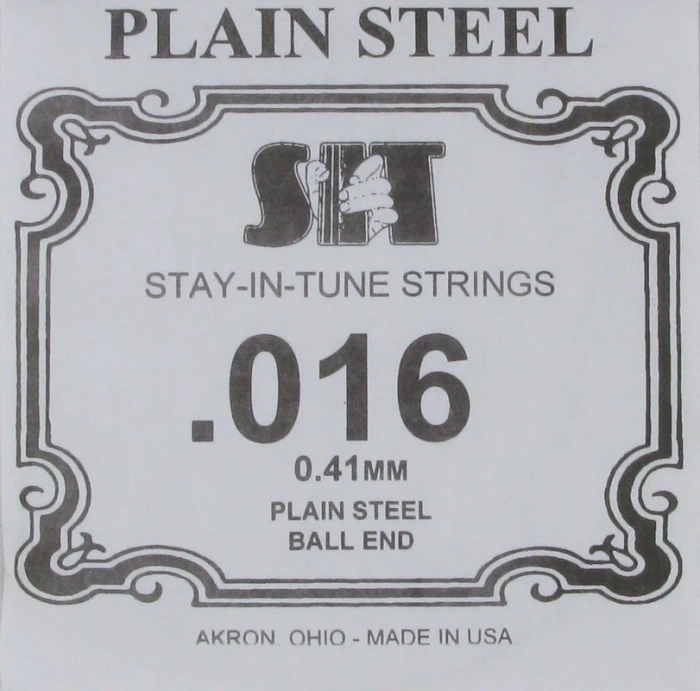 PLAIN STEEL
SIT
STAY-IN-TUNE STRINGS
.016
0.41MM
PLAIN STEEL
BALL END
AKRON, OHIO - MADE IN USA